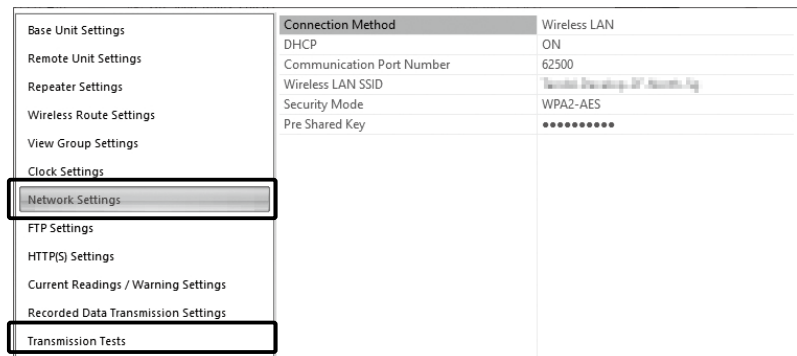 Base Unit Settings
Remote Unit Settings
Repeater Settings
Wireless Route Settings
View Group Settings
Clock Settings
Network Settings
FTP Settings
HTTP(S) Settings
Current Readings / Warning Settings
Recorded Data Transmission Settings
Transmission Tests
Connection Method Wireless LAN
DHCP ON
Communication Port Number 62500
Wireless LAN SSID
Security Mode WPA2-AES
Pre Shared Key ●●●●●●●●●●